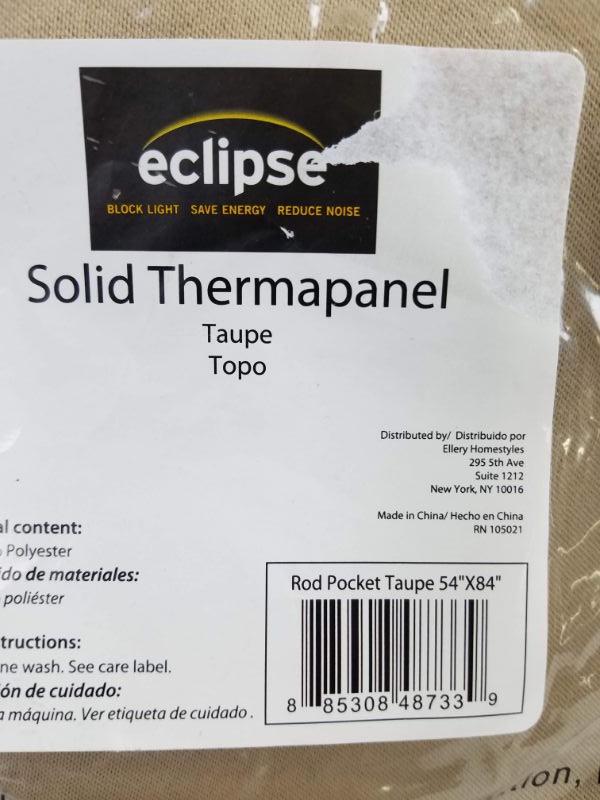 eclipse
BLOCK LIGHT SAVE ENERGY REDUCE NOISE
Solid Thermapanel
Taupe
Topo
Distributed by/ Distribuido por
Ellery Homestyles
295 5th Ave
Suite 1212
New York, NY 10016
Made in China/ Hecho en China
RN 105021
al content:
Polyester
ido de materiales:
poliéster
tructions:
ne wash. See care label.
ión de cuidado:
a máquina. Ver etiqueta de cuidado.
Rod Pocket Taupe 54"X84"
8 85308 48733 9